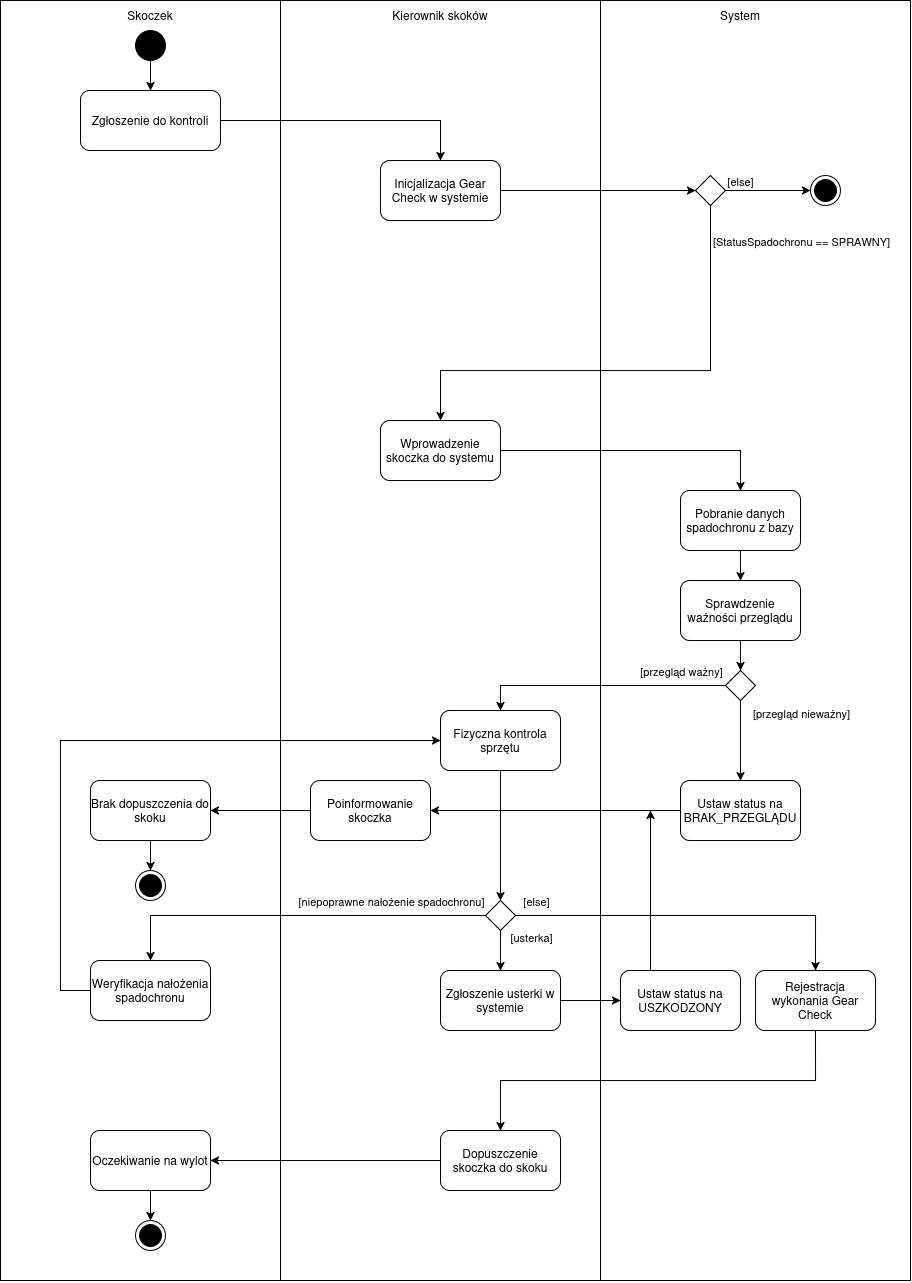 Skoczek
Kierownik skoków
System
Zgłoszenie do kontroli
Inicjalizacja Gear
Check w systemie
[else]
[StatusSpadochronu == SPRAWNY]
Wprowadzenie
skoczka do systemu
Pobranie danych
spadochronu z bazy
Sprawdzenie
ważności przeglądu
[przegląd ważny]
[przegląd nieważny]
Fizyczna kontrola
sprzętu
Brak dopuszczenia do
skoku
Poinformowanie
skoczka
Ustaw status na
BRAK_PRZEGLĄDU
[niepoprawne nałożenie spadochronu]
[else]
[usterka]
Weryfikacja nałożenia
spadochronu
Zgłoszenie usterki w
systemie
Ustaw status na
USZKODZONY
Rejestracja
wykonania Gear
Check
Oczekiwanie na wylot
Dopuszczenie
skoczka do skoku